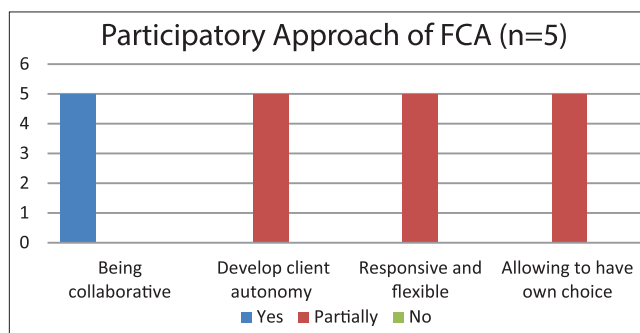 Participatory Approach of FCA (n=5)
6
5
4
3
2
1
0
Being
collaborative
Develop client
autonomy
Responsive and
flexible
Allowing to have
own choice
Yes Partially No